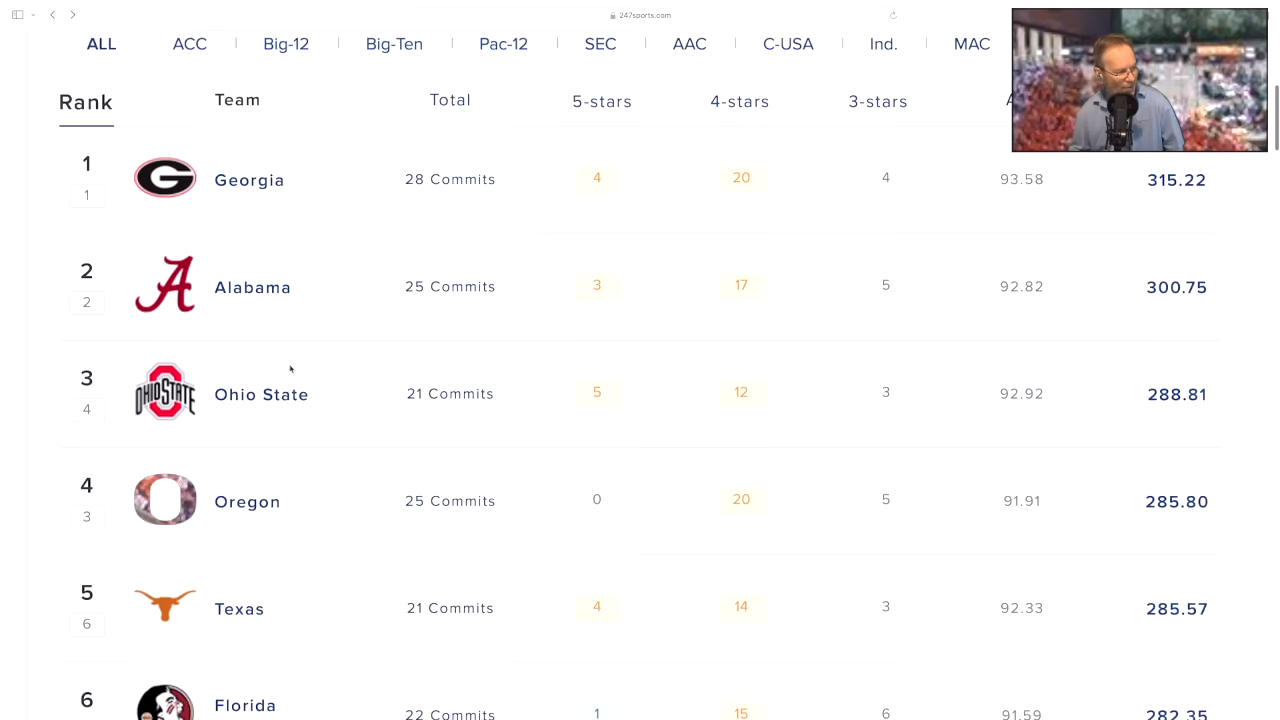 247sports.com
ALL ACC Big-12 Big-Ten Pac-12 SEC AAC C-USA Ind. MAC
Rank Team Total 5-stars 4-stars 3-stars
1 1 G Georgia 28 Commits 4 20 4 93.58 315.22
2 2 A Alabama 25 Commits 3 17 5 92.82 300.75
3 4 OHIO STATE Ohio State 21 Commits 5 12 3 92.92 288.81
4 3 O Oregon 25 Commits 0 20 5 91.91 285.80
5 6 Texas 21 Commits 4 14 3 92.33 285.57
6 Florida 22 Commits 1 15 6 91.59 282.35